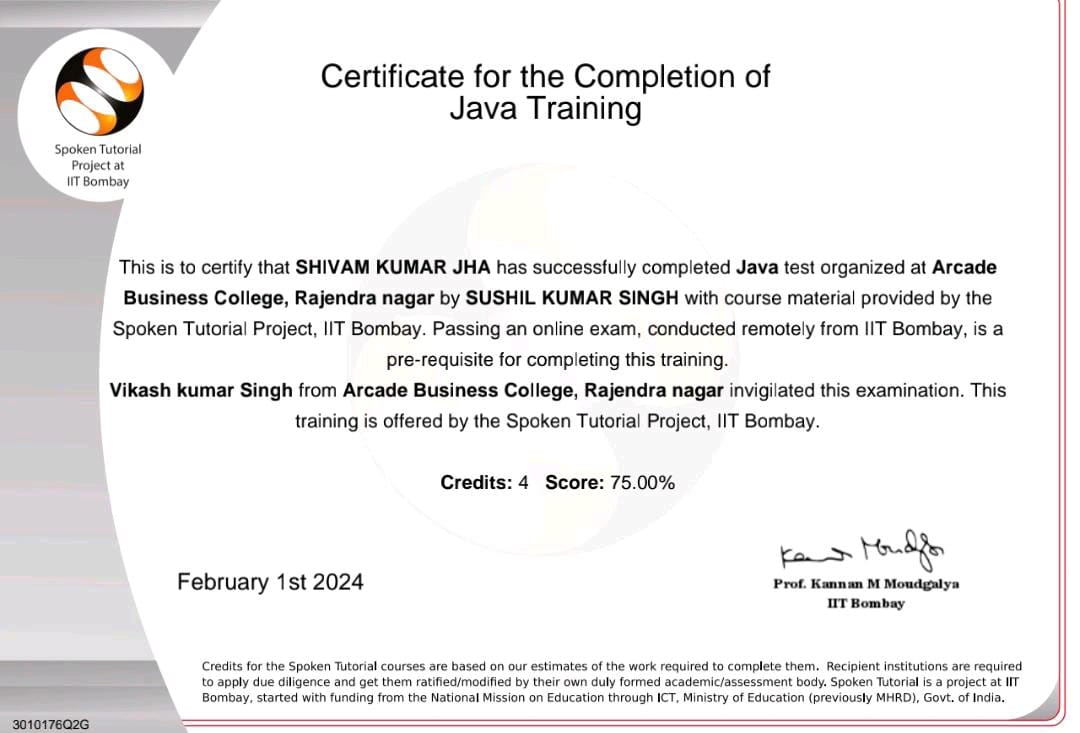 Spoken Tutorial
Project at
IIT Bombay
Certificate for the Completion of
Java Training
This is to certify that SHIVAM KUMAR JHA has successfully completed Java test organized at Arcade
Business College, Rajendra nagar by SUSHIL KUMAR SINGH with course material provided by the
Spoken Tutorial Project, IIT Bombay. Passing an online exam, conducted remotely from IIT Bombay, is a
pre-requisite for completing this training.
Vikash kumar Singh from Arcade Business College, Rajendra nagar invigilated this examination. This
training is offered by the Spoken Tutorial Project, IIT Bombay.
Credits: 4 Score: 75.00%
February 1st 2024
Kannan Moudgalya
Prof. Kannan M Moudgalya
IIT Bombay
Credits for the Spoken Tutorial courses are based on our estimates of the work required to complete them. Recipient institutions are required
to apply due diligence and get them ratified/modified by their own duly formed academic/assessment body. Spoken Tutorial is a project at IIT
Bombay, started with funding from the National Mission on Education through ICT, Ministry of Education (previously MHRD), Govt. of India.
3010176Q2G